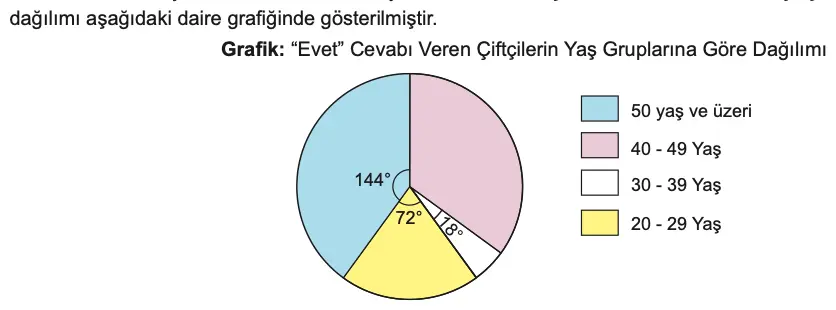 dağılımı aşağıdaki daire grafiğinde gösterilmiştir.
Grafik: “Evet” Cevabı Veren Çiftçilerin Yaş Gruplarına Göre Dağılımı
50 yaş ve üzeri
40 - 49 Yaş
30 - 39 Yaş
20 - 29 Yaş
144°
72°
18°